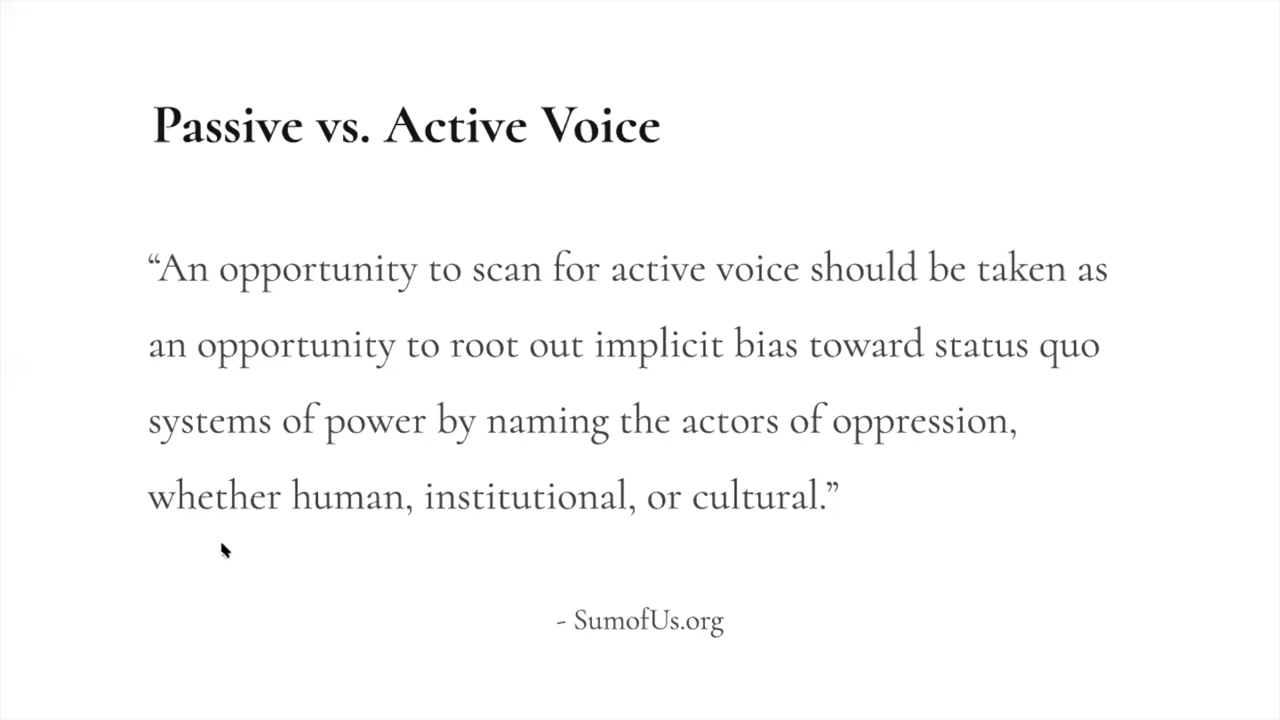 Passive vs. Active Voice
“An opportunity to scan for active voice should be taken as
an opportunity to root out implicit bias toward status quo
systems of power by naming the actors of oppression,
whether human, institutional, or cultural.”
- SumofUs.org